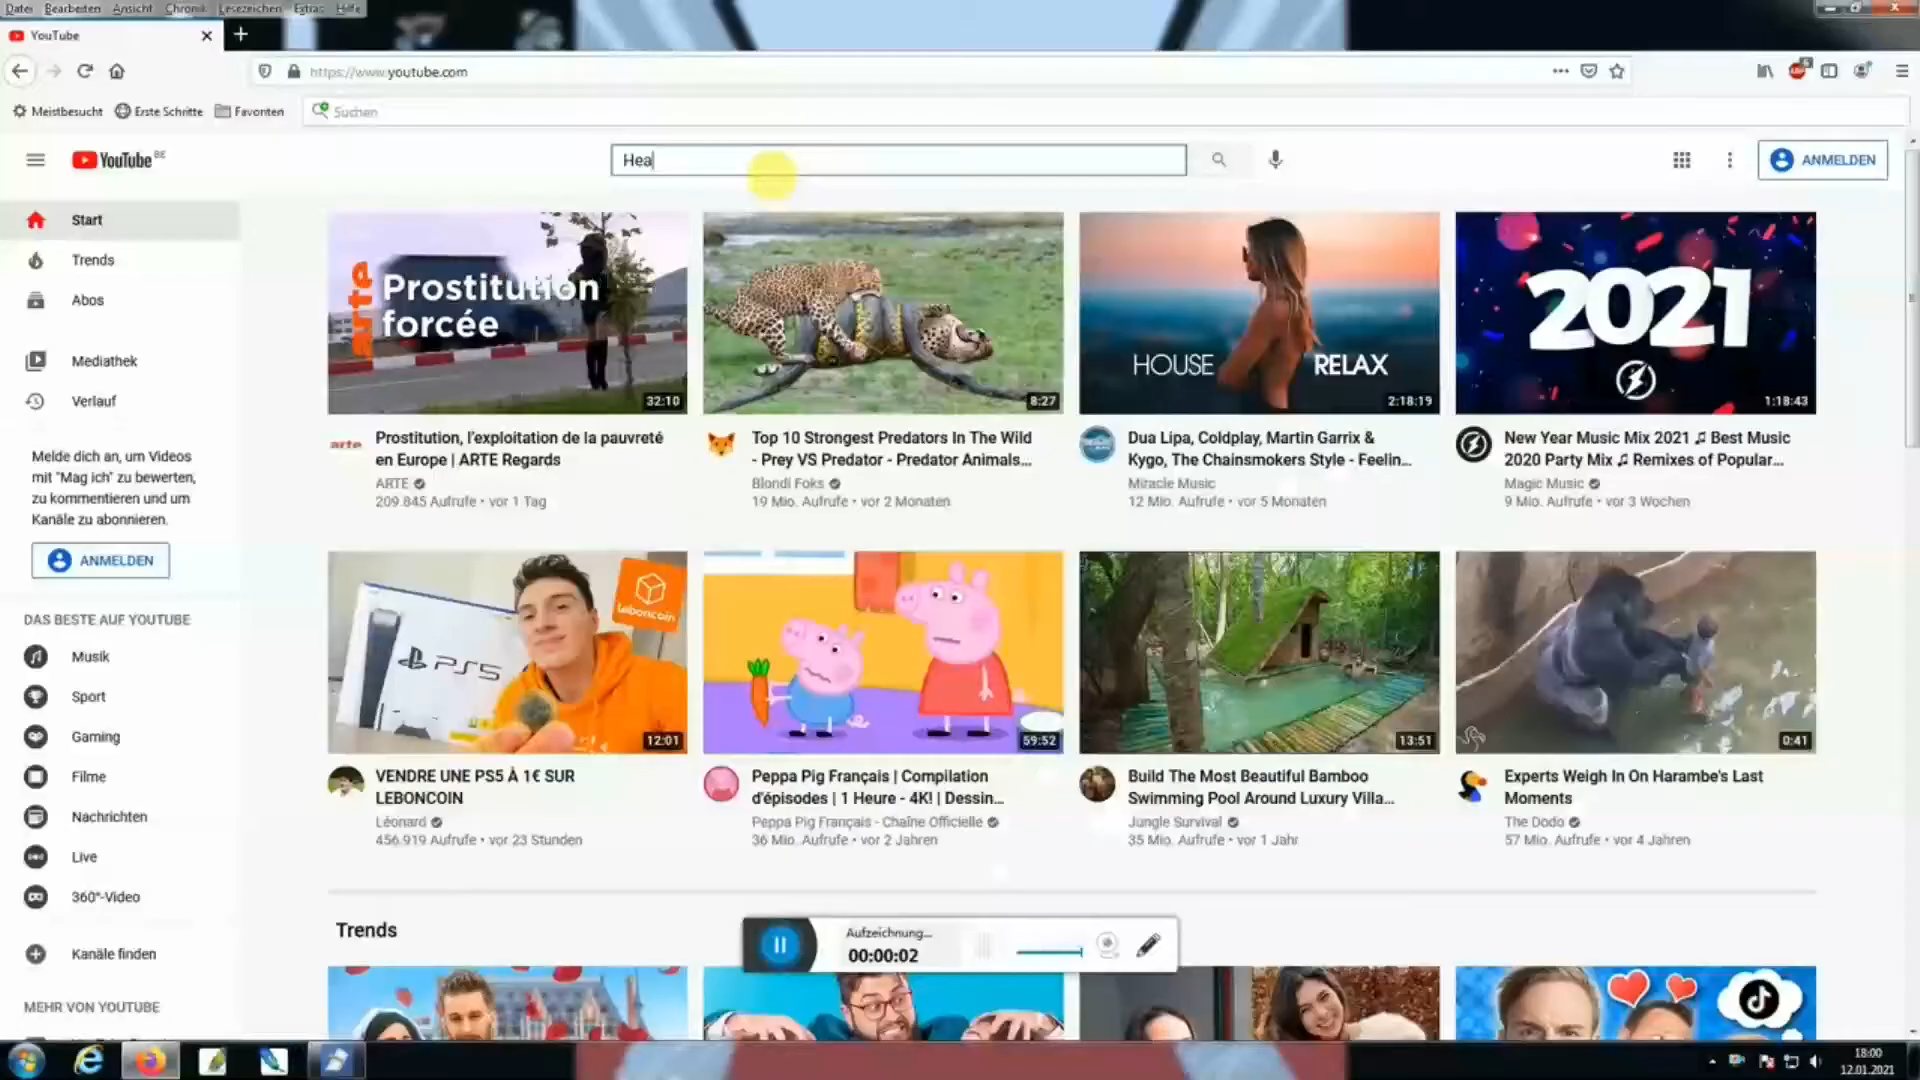 Datei Bearbeiten Ansicht Chronik Lesezeichen Extras Hilfe
YouTube
https://www.youtube.com
Meistbesucht Erste Schritte Favoriten Suchen
YouTube BE
Hea
ANMELDEN
Start
Trends
Abos
Mediathek
Verlauf
Melde dich an, um Videos
mit "Mag ich" zu bewerten,
zu kommentieren und um
Kanäle zu abonnieren.
ANMELDEN
DAS BESTE AUF YOUTUBE
Musik
Sport
Gaming
Filme
Nachrichten
Live
360°-Video
Kanäle finden
MEHR VON YOUTUBE
arte
Prostitution
forcée
32:10
Prostitution, l'exploitation de la pauvreté
en Europe | ARTE Regards
arte
ARTE
209.845 Aufrufe • vor 1 Tag
8:27
Top 10 Strongest Predators In The Wild
- Prey VS Predator - Predator Animals...
Blondi Foks
19 Mio. Aufrufe • vor 2 Monaten
HOUSE RELAX
2:18:19
Dua Lipa, Coldplay, Martin Garrix &
Kygo, The Chainsmokers Style - Feelin...
Miracle Music
12 Mio. Aufrufe • vor 5 Monaten
2021
1:18:43
New Year Music Mix 2021 ♫ Best Music
2020 Party Mix ♫ Remixes of Popular...
Magic Music
9 Mio. Aufrufe • vor 3 Wochen
PS5
leboncoin
12:01
VENDRE UNE PS5 À 1€ SUR
LEBONCOIN
Léonard
456.919 Aufrufe • vor 23 Stunden
59:52
Peppa Pig Français | Compilation
d'épisodes | 1 Heure - 4K! | Dessin...
Peppa Pig Français - Chaîne Officielle
36 Mio. Aufrufe • vor 2 Jahren
13:51
Build The Most Beautiful Bamboo
Swimming Pool Around Luxury Villa...
Jungle Survival
35 Mio. Aufrufe • vor 1 Jahr
0:41
Experts Weigh In On Harambe's Last
Moments
The Dodo
57 Mio. Aufrufe • vor 4 Jahren
Trends
Aufzeichnung...
00:00:02
18:00
12.01.2021